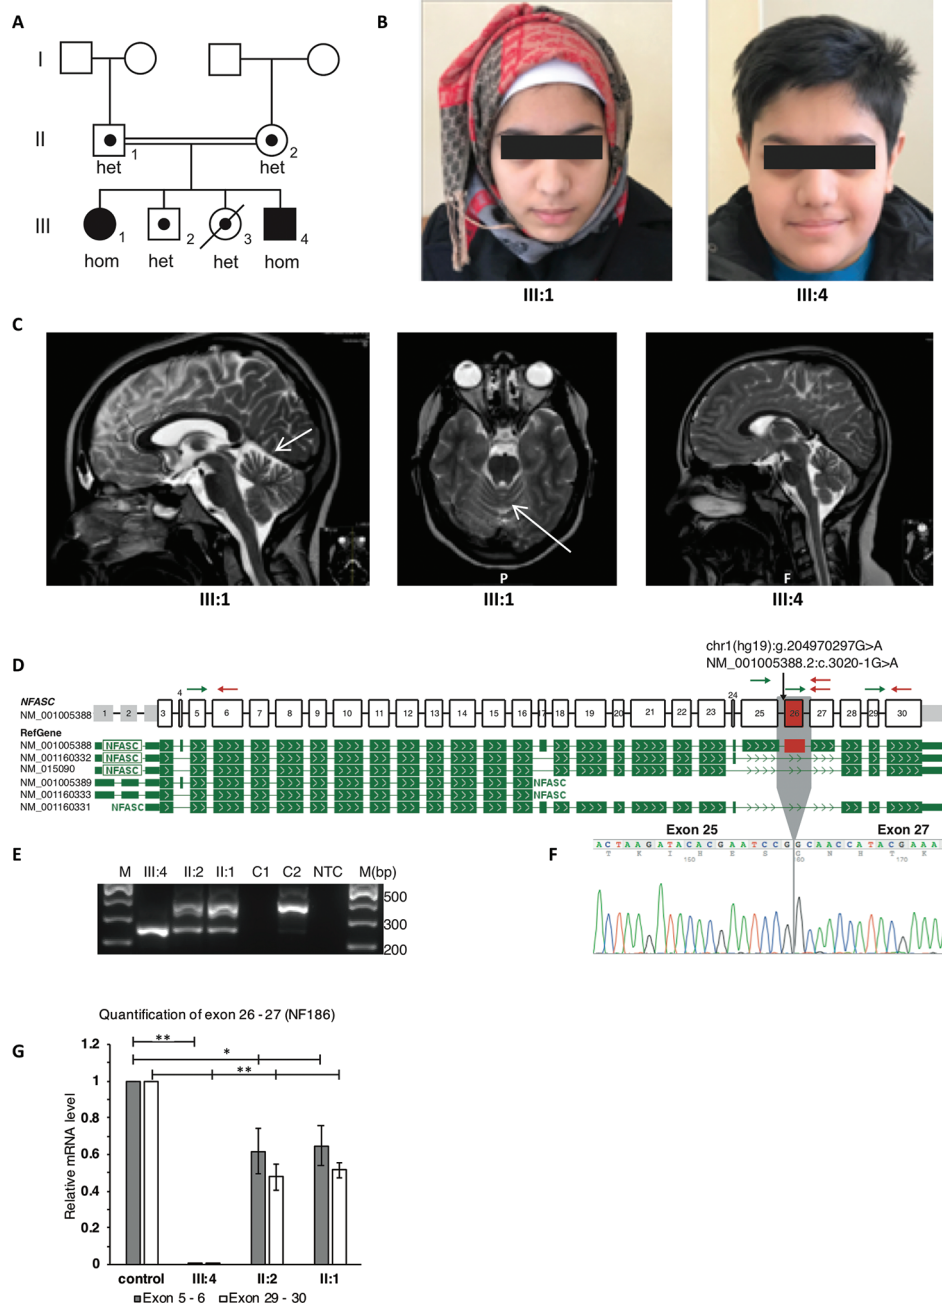 A
I
II
1
2
het
het
III
1
2
3
4
hom
het
het
hom
B
III:1
III:4
C
P
F
III:1
III:1
III:4
D
chr1(hg19):g.204970297G>A
NM_001005388.2:c.3020-1G>A
NFASC
NM_001005388
1 2 3 4 5 6 7 8 9 10 11 12 13 14 15 16 17 18 19 20 21 22 23 24 25 26 27 28 29 30
RefGene
NM_001005388 NFASC
NM_001160332 NFASC
NM_015090 NFASC
NM_001005389 NFASC
NM_001160333 NFASC
NM_001160331 NFASC
E
M III:4 II:2 II:1 C1 C2 NTC M(bp)
500
300
200
F
Exon 25 Exon 27
ACTAAGATACACGAATCCGGCAACCATACGAAA
T K I H E S G N H T K
150 160 170
G
Quantification of exon 26 - 27 (NF186)
Relative mRNA level
1.2
1
0.8
0.6
0.4
0.2
0
**
*
**
control III:4 II:2 II:1
Exon 5 - 6 Exon 29 - 30